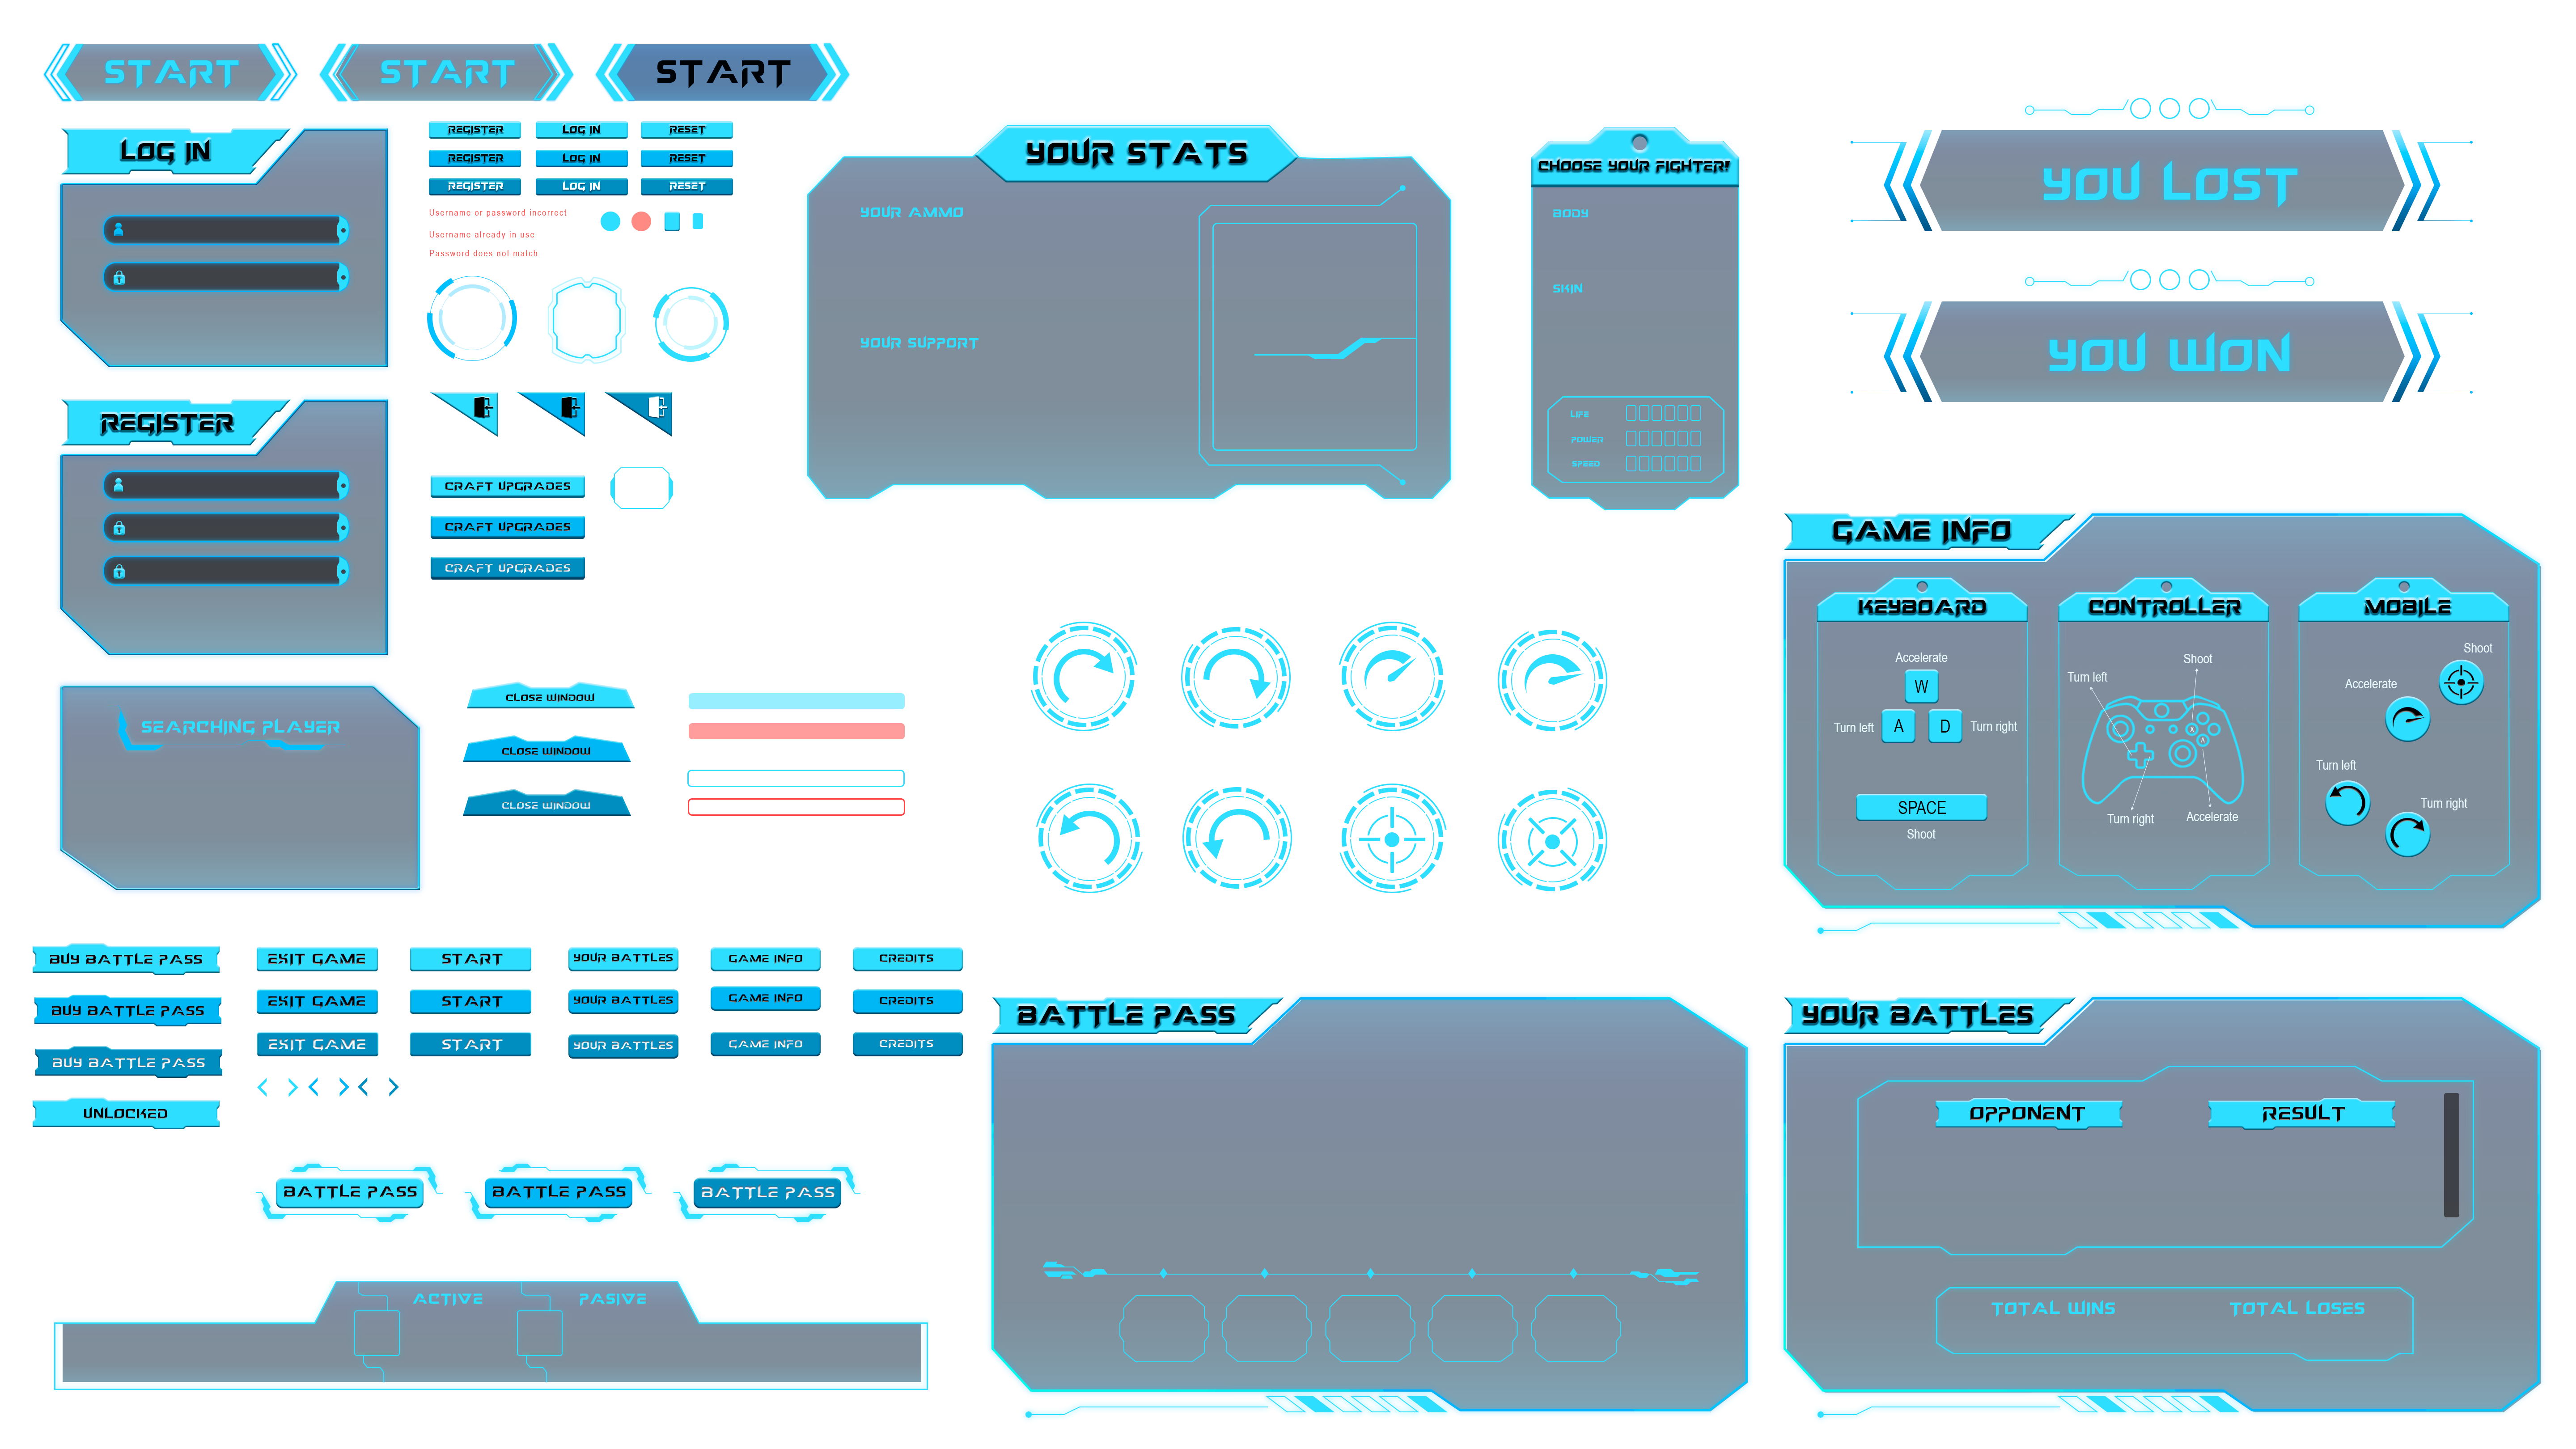 START
START
START
LOG IN
REGISTER
LOG IN
RESET
REGISTER
LOG IN
RESET
REGISTER
LOG IN
RESET
Username or password incorrect
Username already in use
Password does not match
YOUR STATS
YOUR AMMO
YOUR SUPPORT
CHOOSE YOUR FIGHTER!
BODY
SKIN
LIFE
POWER
SPEED
YOU LOST
YOU WON
REGISTER
CRAFT UPGRADES
CRAFT UPGRADES
CRAFT UPGRADES
GAME INFO
KEYBOARD
Accelerate
W
Turn left
A
D
Turn right
SPACE
Shoot
CONTROLLER
Shoot
Turn left
X
A
Turn right
Accelerate
MOBILE
Shoot
Accelerate
Turn left
Turn right
SEARCHING PLAYER
CLOSE WINDOW
CLOSE WINDOW
CLOSE WINDOW
BUY BATTLE PASS
BUY BATTLE PASS
BUY BATTLE PASS
UNLOCKED
EXIT GAME
START
YOUR BATTLES
GAME INFO
CREDITS
EXIT GAME
START
YOUR BATTLES
GAME INFO
CREDITS
EXIT GAME
START
YOUR BATTLES
GAME INFO
CREDITS
BATTLE PASS
BATTLE PASS
BATTLE PASS
ACTIVE
PASIVE
BATTLE PASS
YOUR BATTLES
OPPONENT
RESULT
TOTAL WINS
TOTAL LOSES